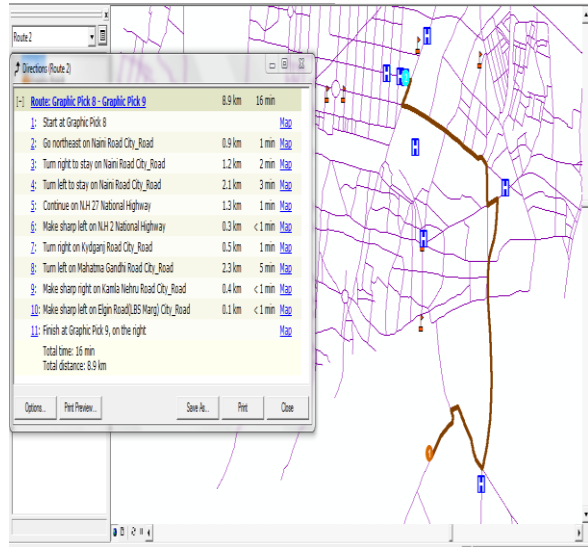 Route 2
Directions (Route 2)
[-] Route: Graphic Pick 8 - Graphic Pick 9 8.9 km 16 min
1: Start at Graphic Pick 8 Map
2: Go northeast on Naini Road City_Road 0.9 km 1 min Map
3: Turn right to stay on Naini Road City_Road 1.2 km 2 min Map
4: Turn left to stay on Naini Road City_Road 2.1 km 3 min Map
5: Continue on N.H 27 National Highway 1.3 km 1 min Map
6: Make sharp left on N.H 2 National Highway 0.3 km < 1 min Map
7: Turn right on Kydganj Road City_Road 0.5 km 1 min Map
8: Turn left on Mahatma Gandhi Road City_Road 2.3 km 5 min Map
9: Make sharp right on Kamla Nehru Road City_Road 0.4 km < 1 min Map
10: Make sharp left on Elgin Road(LBS Marg) City_Road 0.1 km < 1 min Map
11: Finish at Graphic Pick 9, on the right Map
Total time: 16 min
Total distance: 8.9 km
Options... Print Preview... Save As... Print Close
H
H
H
H
H
H
H
1